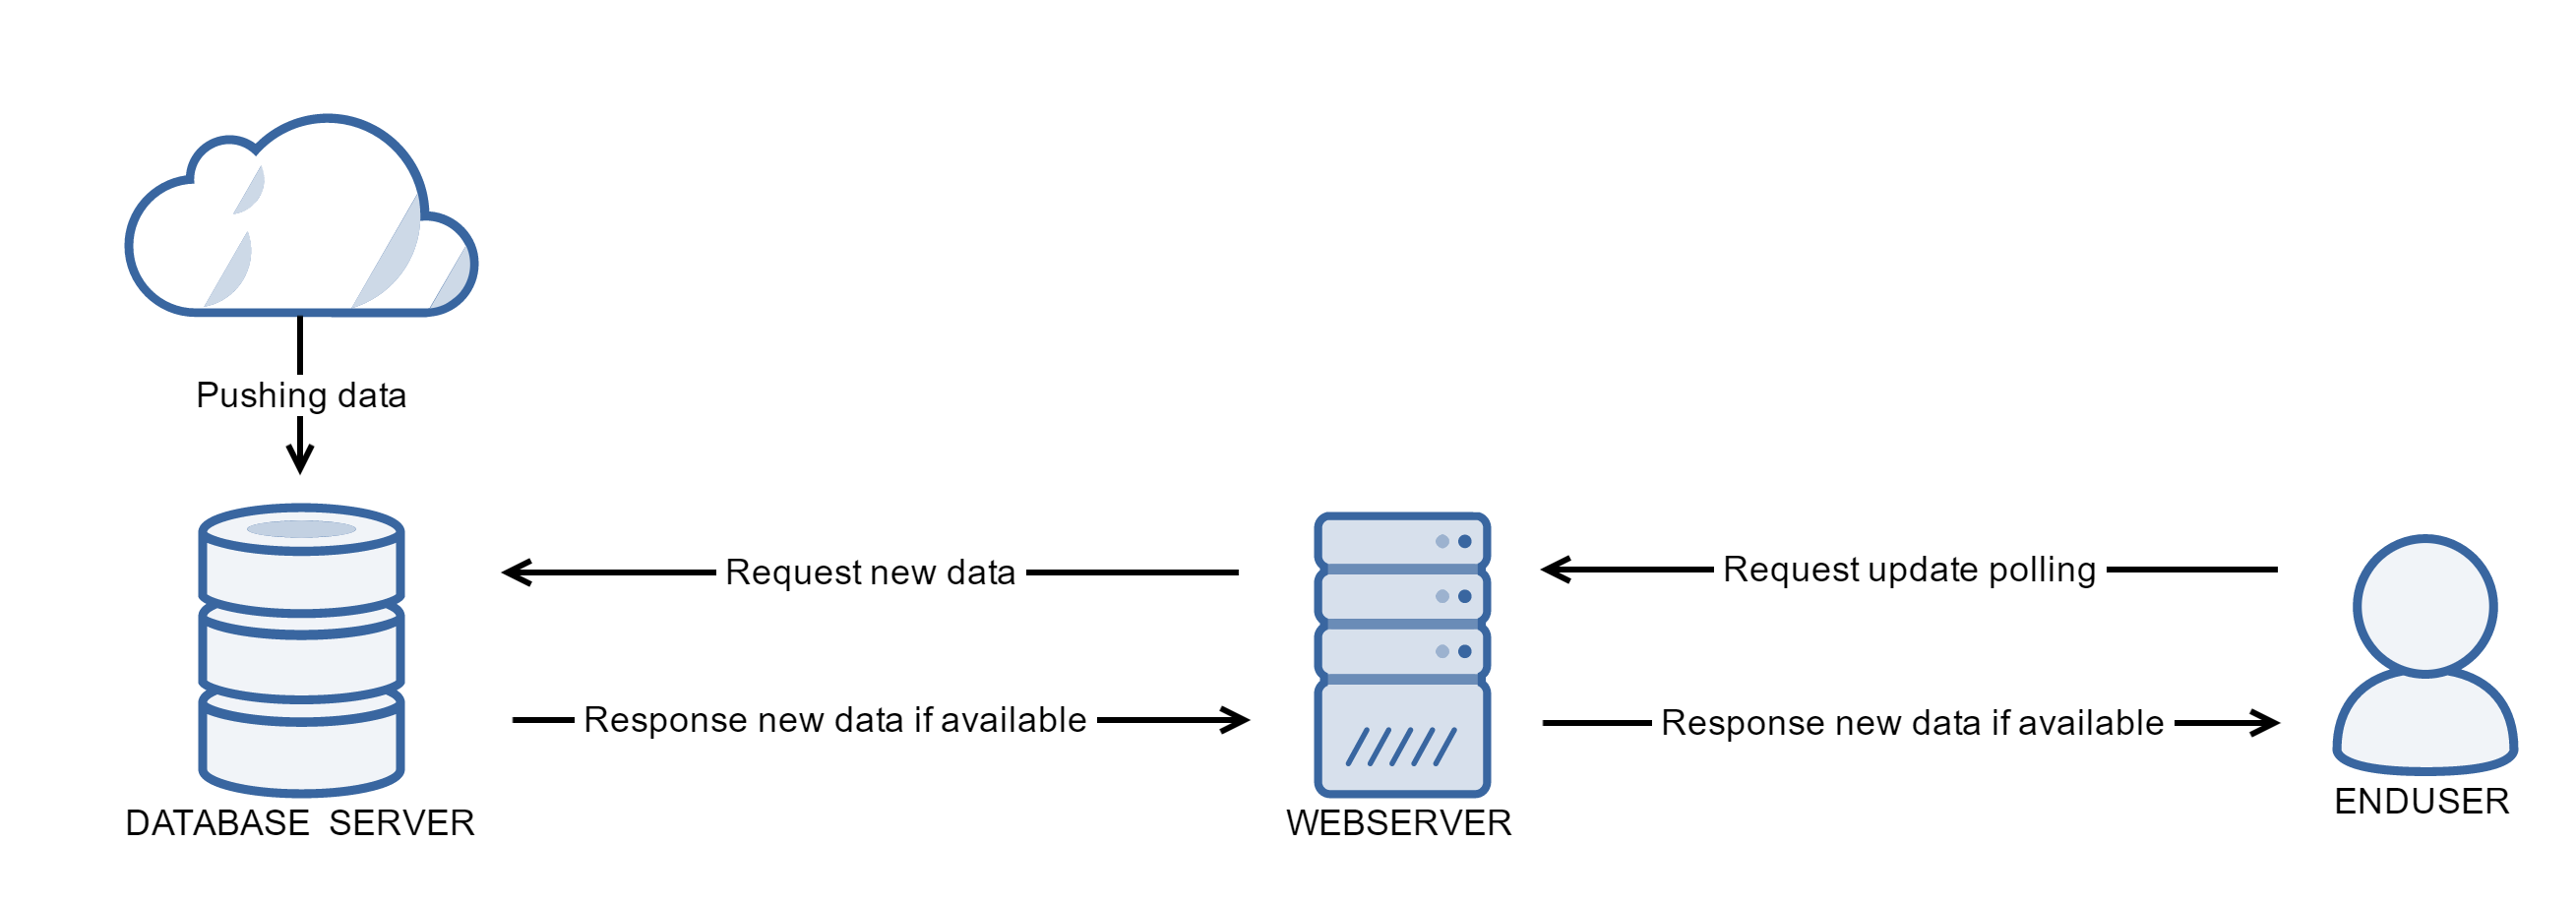 Pushing data
Request new data
Request update polling
Response new data if available
Response new data if available
DATABASE SERVER
WEBSERVER
ENDUSER